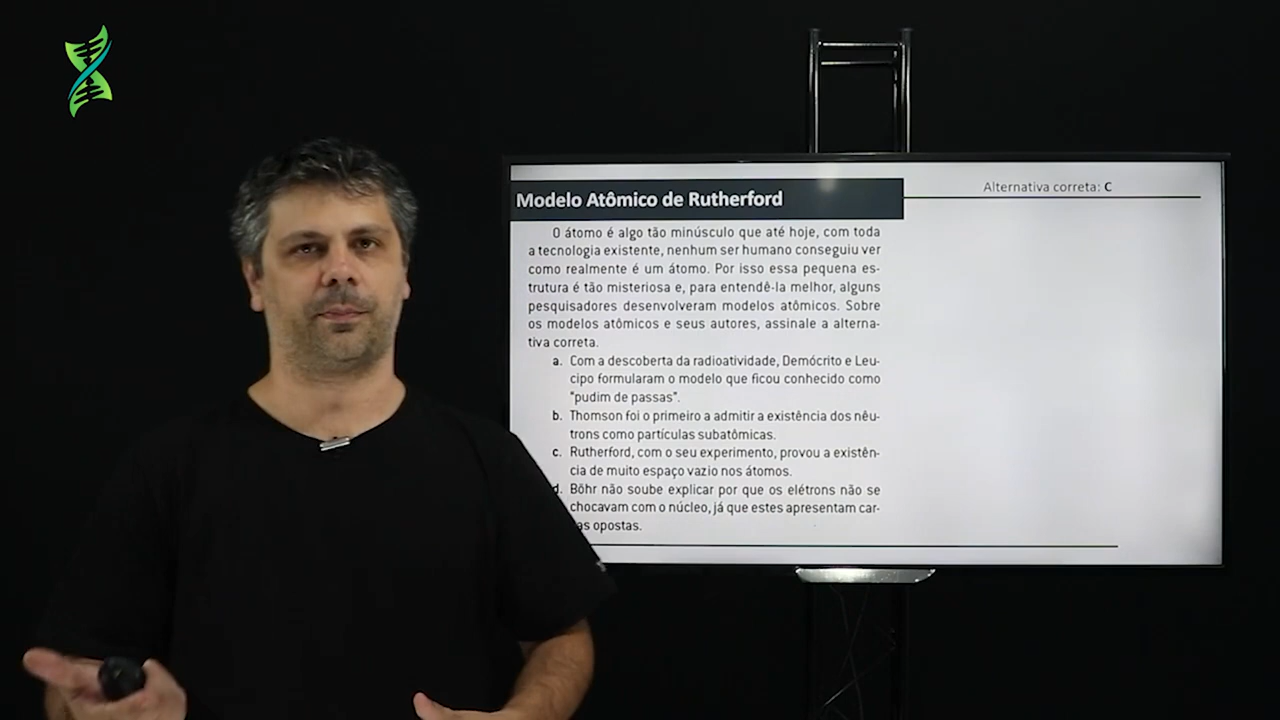 Modelo Atômico de Rutherford
Alternativa correta: C
O átomo é algo tão minúsculo que até hoje, com toda
a tecnologia existente, nenhum ser humano conseguiu ver
como realmente é um átomo. Por isso essa pequena es-
trutura é tão misteriosa e, para entendê-la melhor, alguns
pesquisadores desenvolveram modelos atômicos. Sobre
os modelos atômicos e seus autores, assinale a alterna-
tiva correta.
a. Com a descoberta da radioatividade, Demócrito e Leu-
cipo formularam o modelo que ficou conhecido como
"pudim de passas".
b. Thomson foi o primeiro a admitir a existência dos nêu-
trons como partículas subatômicas.
c. Rutherford, com o seu experimento, provou a existên-
cia de muito espaço vazio nos átomos.
d. Böhr não soube explicar por que os elétrons não se
chocavam com o núcleo, já que estes apresentam car-
as opostas.